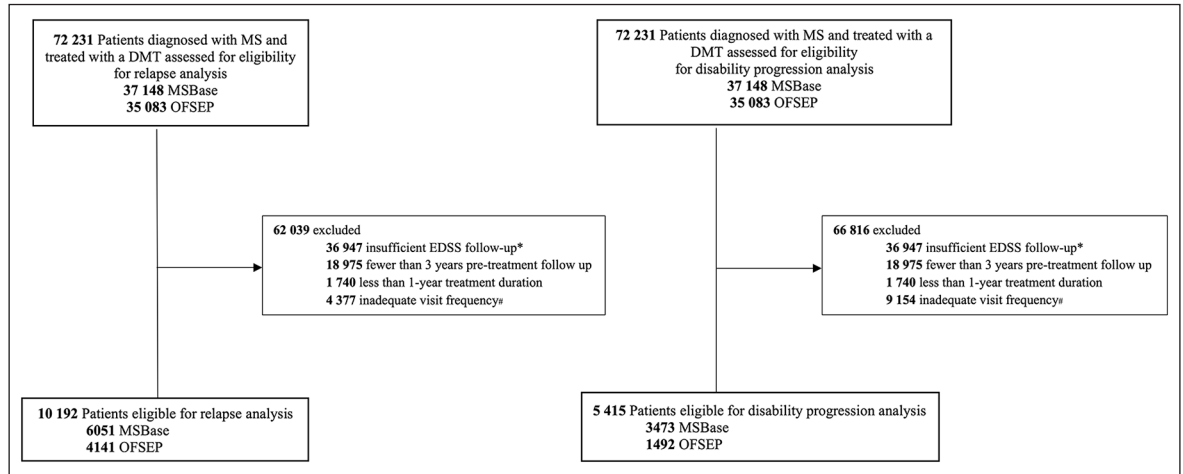 72 231 Patients diagnosed with MS and
treated with a DMT assessed for eligibility
for relapse analysis
37 148 MSBase
35 083 OFSEP
72 231 Patients diagnosed with MS and treated with a
DMT assessed for eligibility
for disability progression analysis
37 148 MSBase
35 083 OFSEP
62 039 excluded
36 947 insufficient EDSS follow-up*
18 975 fewer than 3 years pre-treatment follow up
1 740 less than 1-year treatment duration
4 377 inadequate visit frequency#
66 816 excluded
36 947 insufficient EDSS follow-up*
18 975 fewer than 3 years pre-treatment follow up
1 740 less than 1-year treatment duration
9 154 inadequate visit frequency#
10 192 Patients eligible for relapse analysis
6051 MSBase
4141 OFSEP
5 415 Patients eligible for disability progression analysis
3473 MSBase
1492 OFSEP